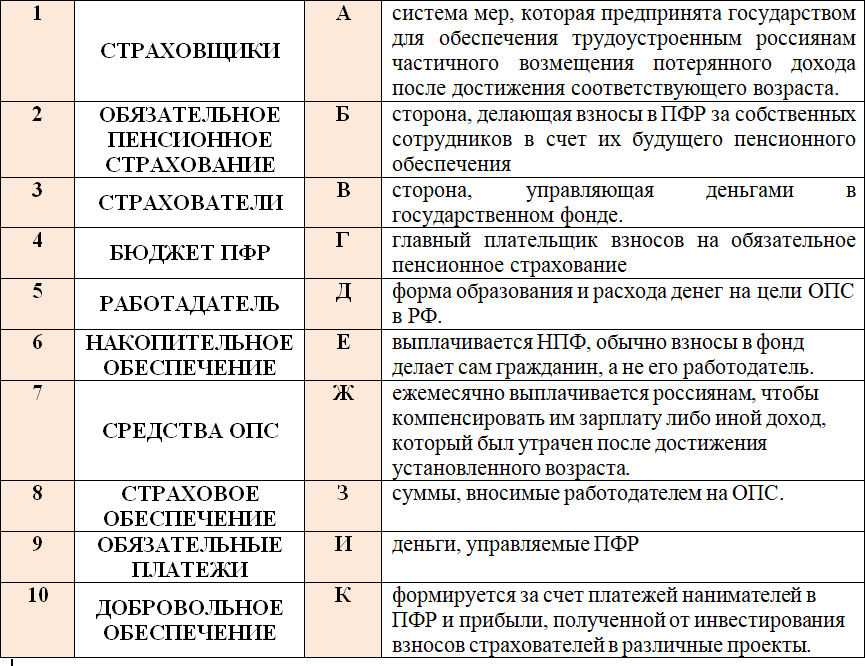 1 СТРАХОВЩИКИ А система мер, которая предпринята государством
для обеспечения трудоустроенным россиянам
частичного возмещения потерянного дохода
после достижения соответствующего возраста.
2 ОБЯЗАТЕЛЬНОЕ
ПЕНСИОННОЕ
СТРАХОВАНИЕ
Б сторона, делающая взносы в ПФР за собственных
сотрудников в счет их будущего пенсионного
обеспечения
3 СТРАХОВАТЕЛИ В сторона, управляющая деньгами в
государственном фонде.
4 БЮДЖЕТ ПФР Г главный плательщик взносов на обязательное
пенсионное страхование
5 РАБОТАДАТЕЛЬ Д форма образования и расхода денег на цели ОПС
в РФ.
6 НАКОПИТЕЛЬНОЕ
ОБЕСПЕЧЕНИЕ
Е выплачивается НПФ, обычно взносы в фонд
делает сам гражданин, а не его работодатель.
7 СРЕДСТВА ОПС Ж ежемесячно выплачивается россиянам, чтобы
компенсировать им зарплату либо иной доход,
который был утрачен после достижения
установленного возраста.
8 СТРАХОВОЕ
ОБЕСПЕЧЕНИЕ
З суммы, вносимые работодателем на ОПС.
9 ОБЯЗАТЕЛЬНЫЕ
ПЛАТЕЖИ
И деньги, управляемые ПФР
10 ДОБРОВОЛЬНОЕ
ОБЕСПЕЧЕНИЕ
К формируется за счет платежей нанимателей в
ПФР и прибыли, полученной от инвестирования
взносов страхователей в различные проекты.